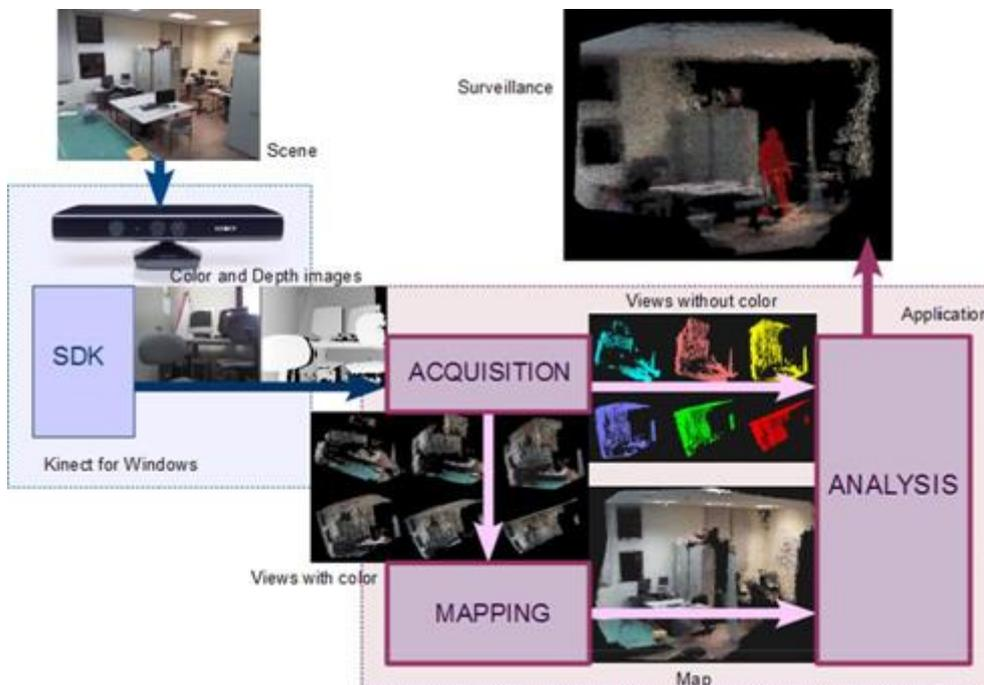 Surveillance
Scene
Color and Depth images
Views without color
Application
SDK
ACQUISITION
Kinect for Windows
ANALYSIS
Views with color
MAPPING
Map